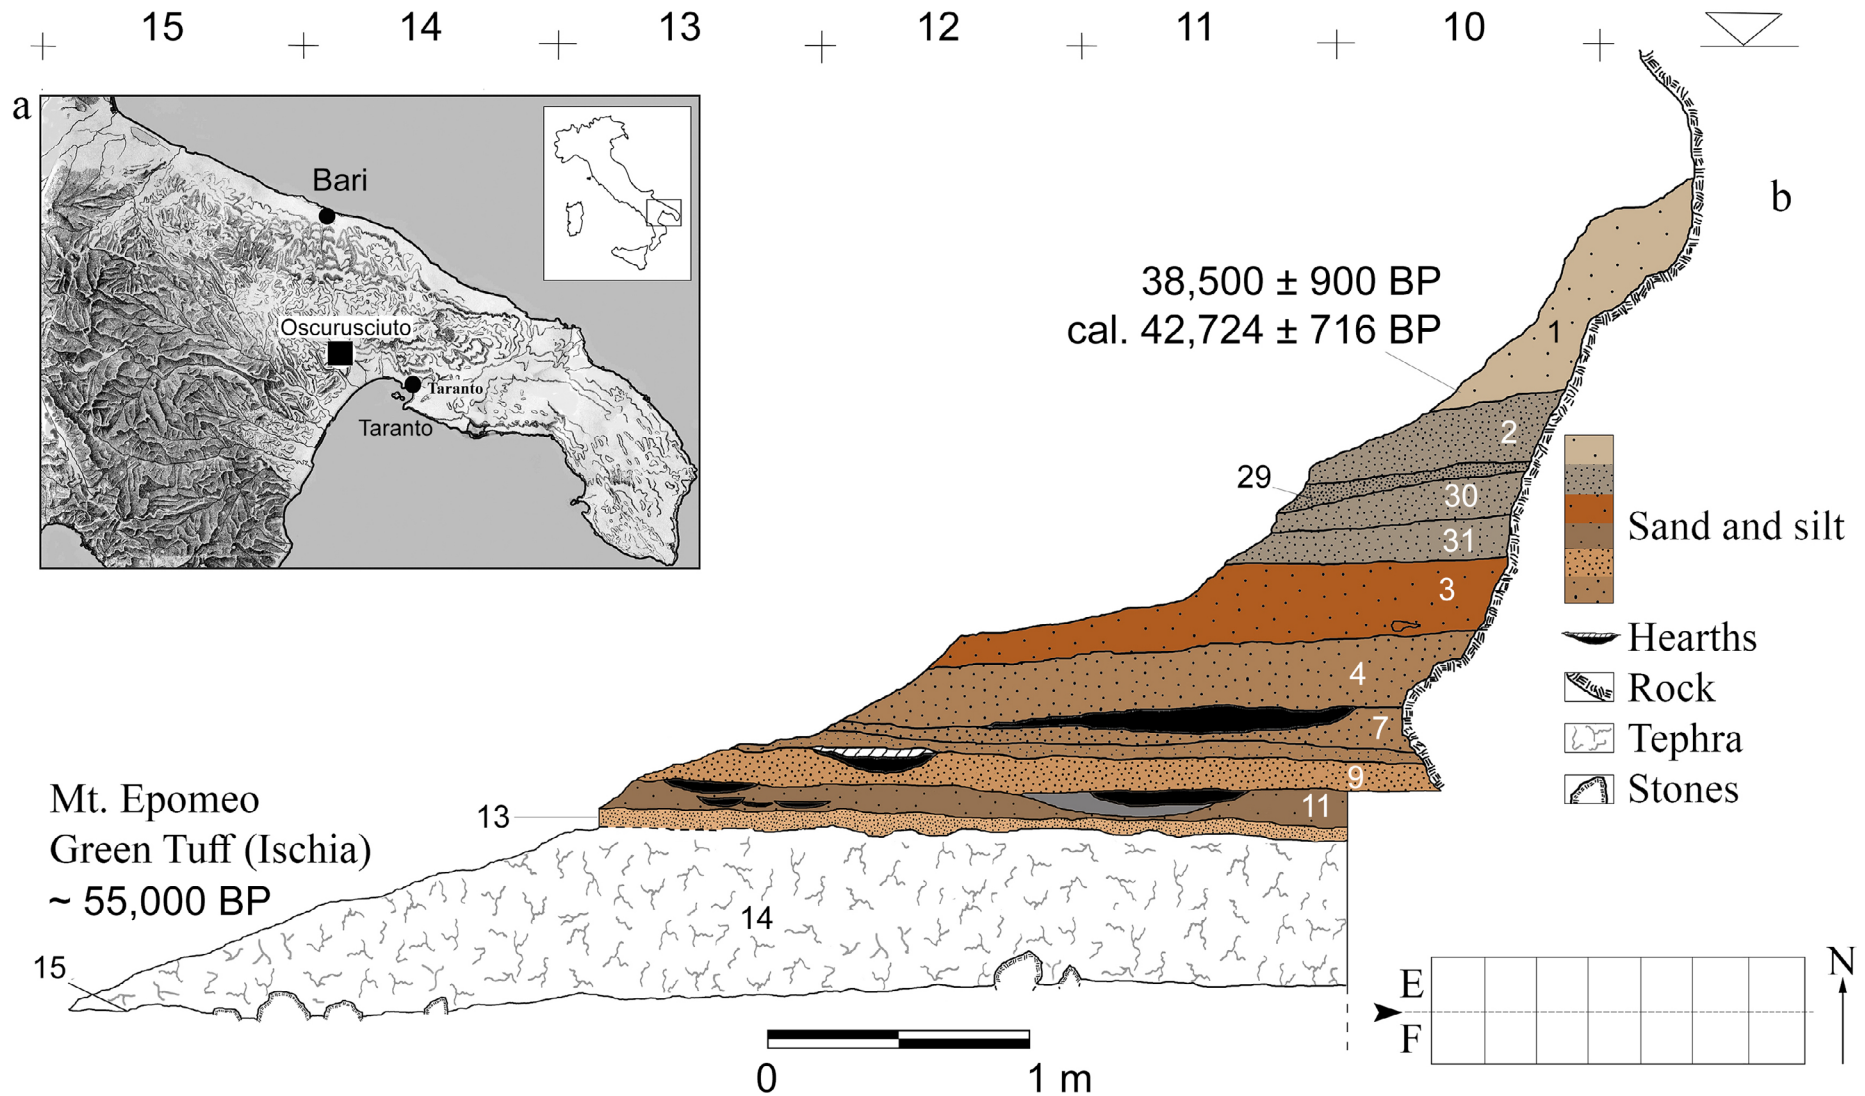 15 14 13 12 11 10
a
Bari
Oscurusciuto
Taranto
Taranto
b
38,500 ± 900 BP
cal. 42,724 ± 716 BP
1
2
29
30
31
3
4
7
9
11
13
14
15
Mt. Epomeo
Green Tuff (Ischia)
~ 55,000 BP
Sand and silt
Hearths
Rock
Tephra
Stones
0 1 m
E
F
N